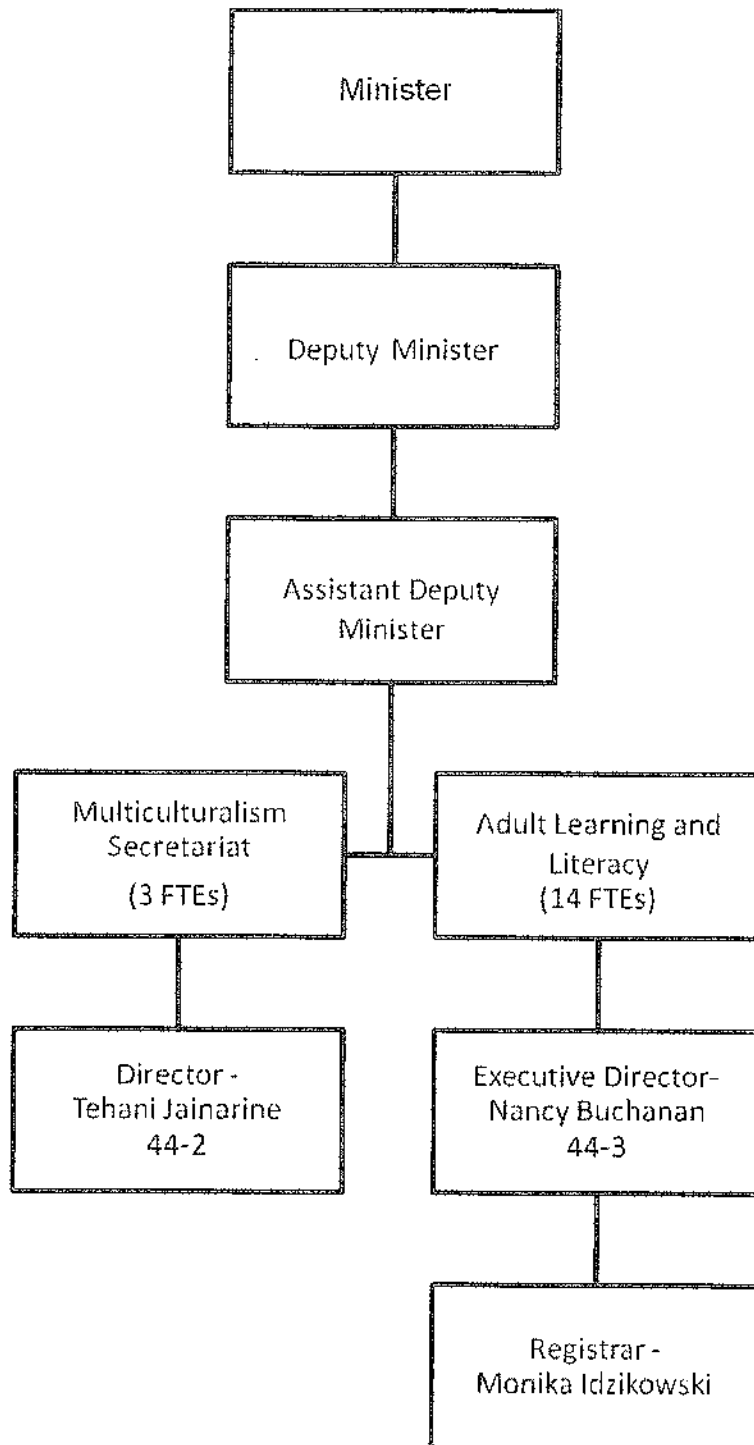 Minister
Deputy Minister
Assistant Deputy
Minister
Multiculturalism
Secretariat
(3 FTEs)
Adult Learning and
Literacy
(14 FTEs)
Director -
Tehani Jainarine
44-2
Executive Director-
Nancy Buchanan
44-3
Registrar -
Monika Idzikowski